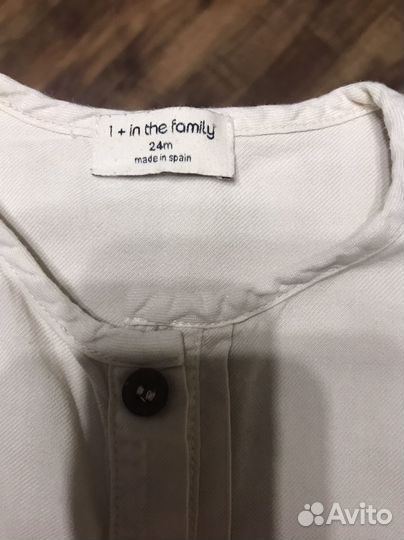 1 + in the family
24m
made in spain
Avito